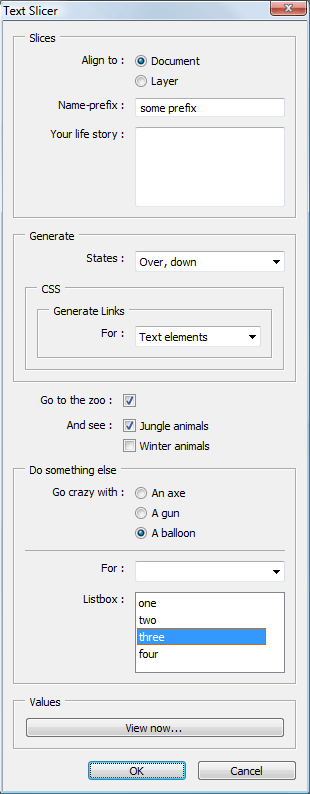 Text Slicer
Slices
Align to : Document
Layer
Name-prefix : some prefix
Your life story :
Generate
States : Over, down
CSS
Generate Links
For : Text elements
Go to the zoo :
And see : Jungle animals
Winter animals
Do something else
Go crazy with : An axe
A gun
A balloon
For :
Listbox : one
two
three
four
Values
View now...
OK Cancel